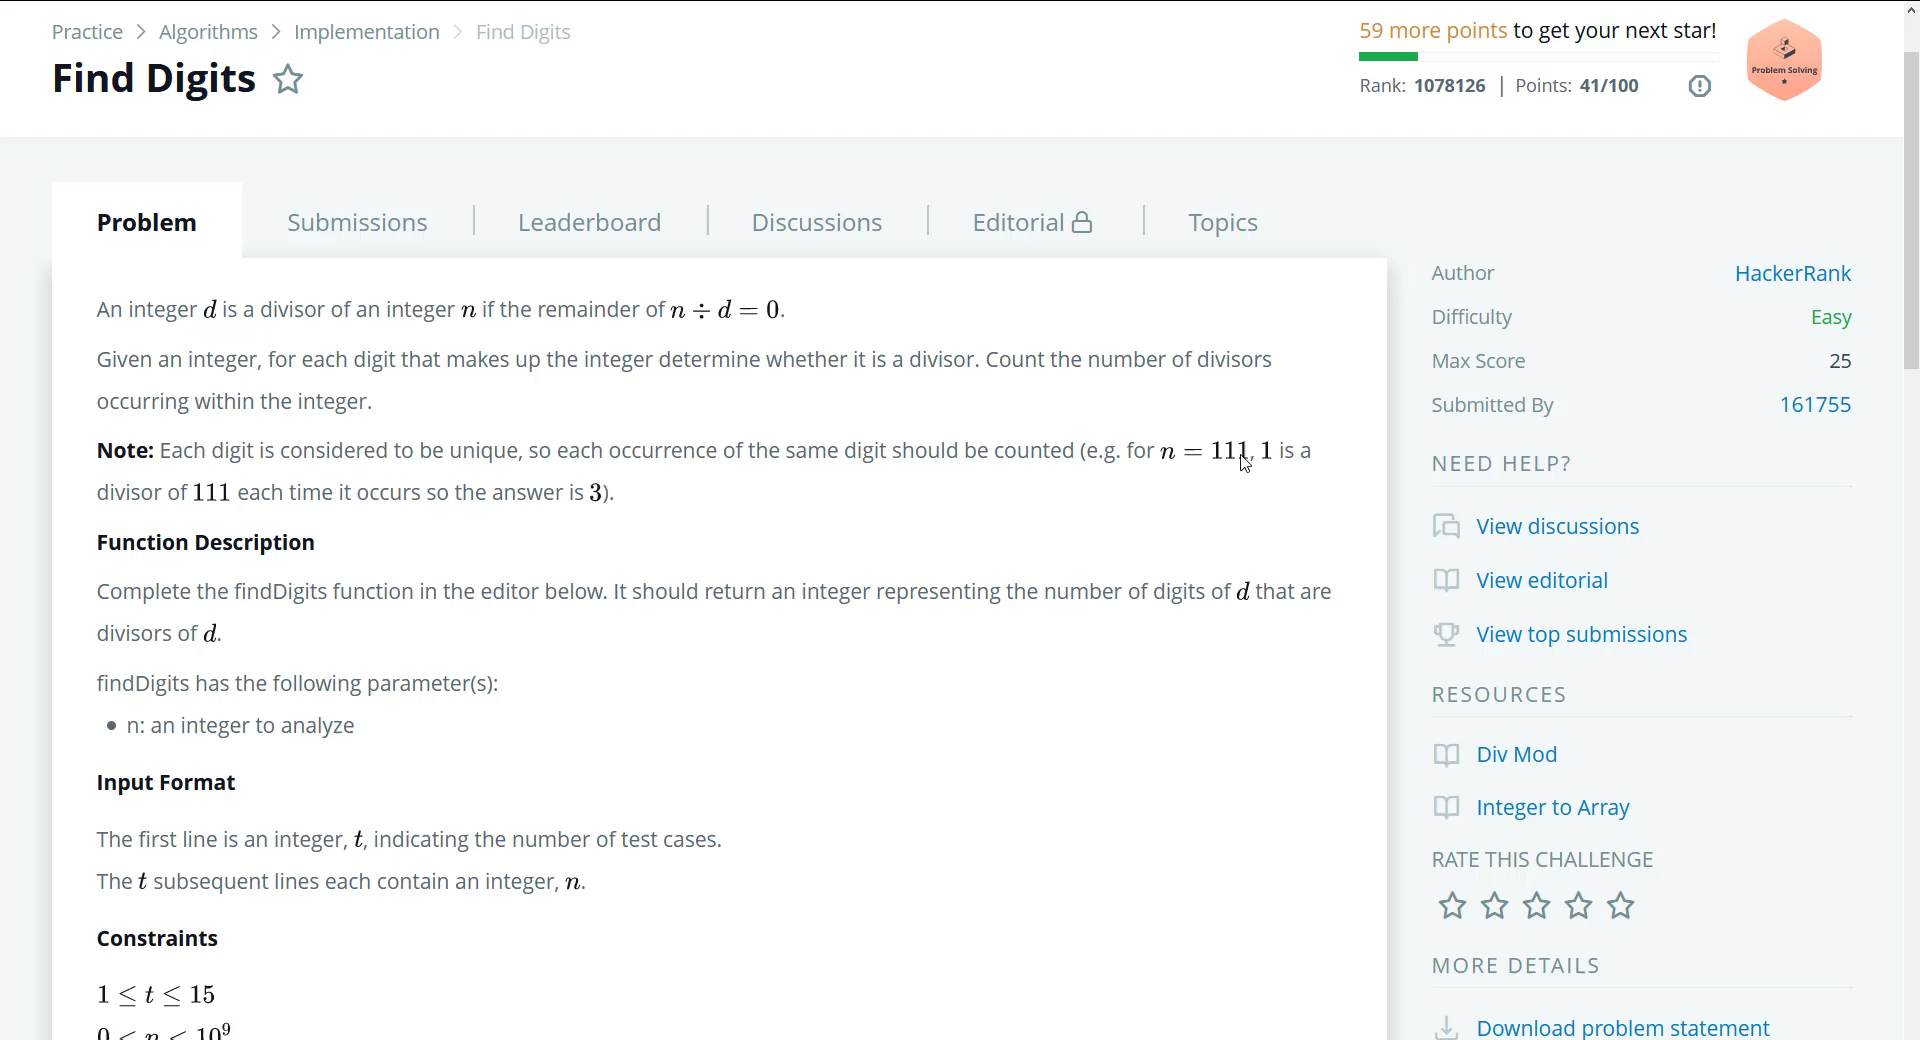 Practice > Algorithms > Implementation > Find Digits
Find Digits
59 more points to get your next star!
Rank: 1078126 | Points: 41/100
Problem Solving
Problem
Submissions
Leaderboard
Discussions
Editorial
Topics
An integer d is a divisor of an integer n if the remainder of n ÷ d = 0.
Given an integer, for each digit that makes up the integer determine whether it is a divisor. Count the number of divisors
occurring within the integer.
Note: Each digit is considered to be unique, so each occurrence of the same digit should be counted (e.g. for n = 111, 1 is a
divisor of 111 each time it occurs so the answer is 3).
Function Description
Complete the findDigits function in the editor below. It should return an integer representing the number of digits of d that are
divisors of d.
findDigits has the following parameter(s):
• n: an integer to analyze
Input Format
The first line is an integer, t, indicating the number of test cases.
The t subsequent lines each contain an integer, n.
Constraints
1 ≤ t ≤ 15
0 < n < 10⁹
Author HackerRank
Difficulty Easy
Max Score 25
Submitted By 161755
NEED HELP?
View discussions
View editorial
View top submissions
RESOURCES
Div Mod
Integer to Array
RATE THIS CHALLENGE
MORE DETAILS
Download problem statement